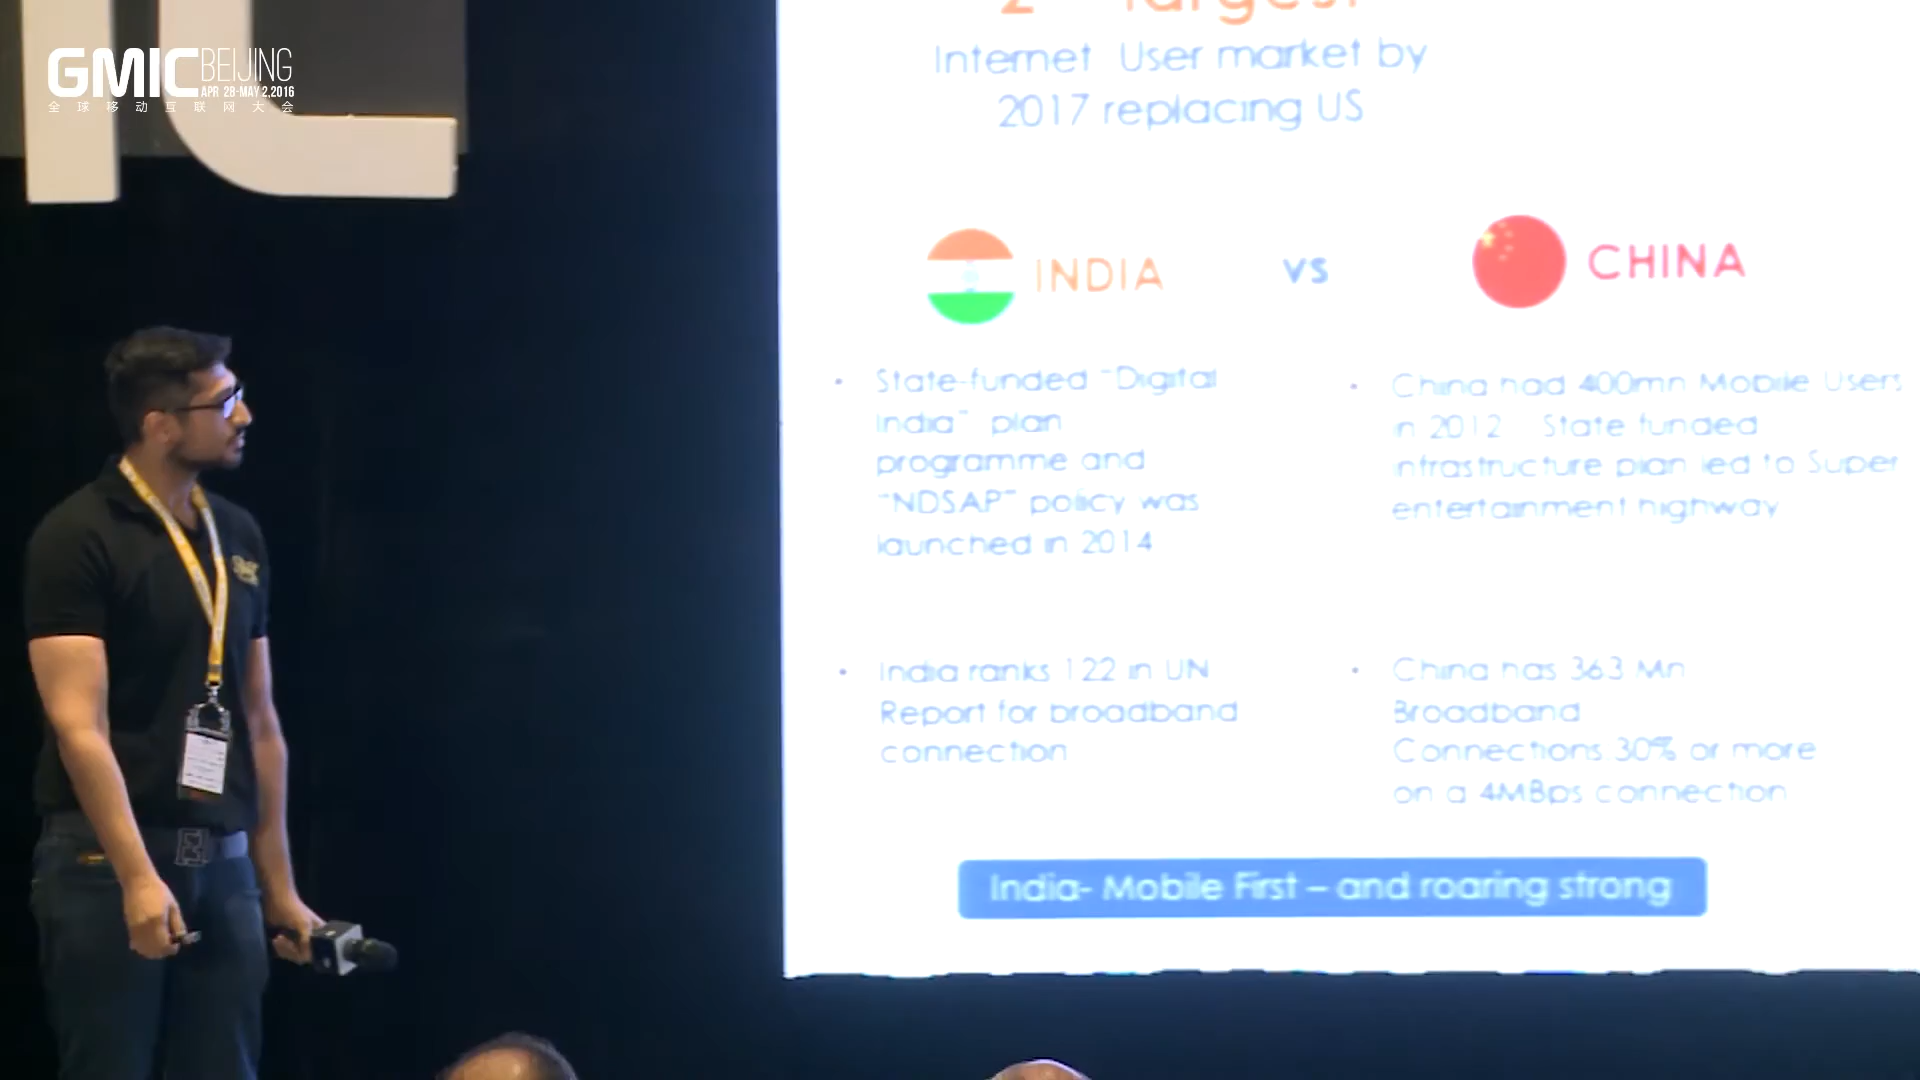 GMIC BEIJING
APR 28-MAY 2,2016
全球移动互联网大会
2 largest
Internet User market by
2017 replacing US
INDIA vs CHINA
• State-funded "Digital
India" plan
programme and
"NDSAP" policy was
launched in 2014
• China had 400mn Mobile Users
in 2012 State funded
infrastructure plan led to Super
entertainment highway
• India ranks 122 in UN
Report for broadband
connection
• China has 363 Mn
Broadband
Connections 30% or more
on a 4MBps connection
India- Mobile First – and roaring strong